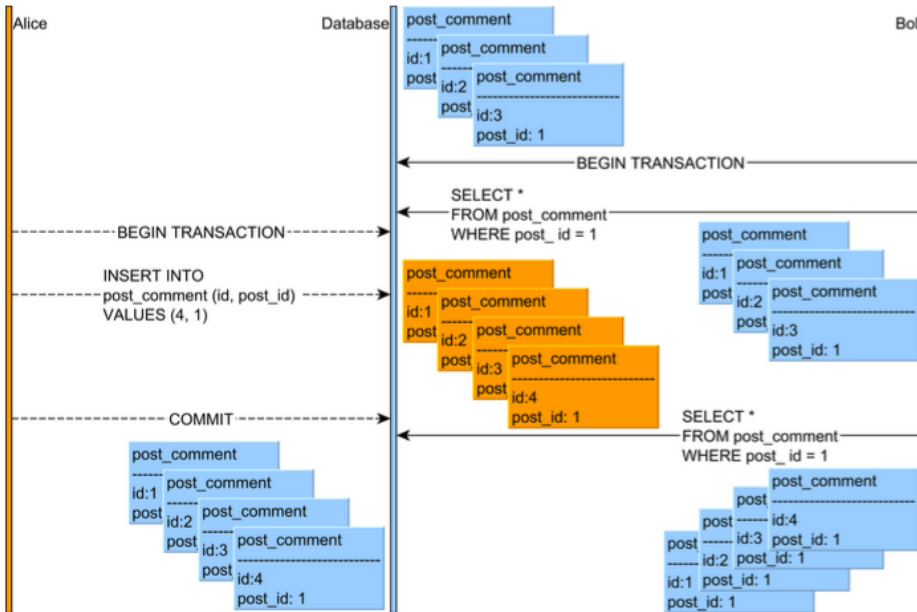 Alice
Database
Bol
post_comment
id:1
post
post_comment
id:2
post
post_comment
------------------------------
id:3
post_id: 1
BEGIN TRANSACTION
SELECT *
FROM post_comment
WHERE post_ id = 1
BEGIN TRANSACTION
INSERT INTO
post_comment (id, post_id)
VALUES (4, 1)
post_comment
id:1
post
post_comment
id:2
post
post_comment
id:3
post
post_comment
------------------------------
id:4
post_id: 1
post_comment
id:1
post
post_comment
id:2
post
post_comment
------------------------------
id:3
post_id: 1
COMMIT
SELECT *
FROM post_comment
WHERE post_ id = 1
post_comment
id:1
post
post_comment
id:2
post
post_comment
id:3
post
post_comment
------------------------------
id:4
post_id: 1
post_comment
------------------------------
id:4
post_id: 1
post
id:3
post_id: 1
post
id:2
post_id: 1
post
id:1
post_id: 1